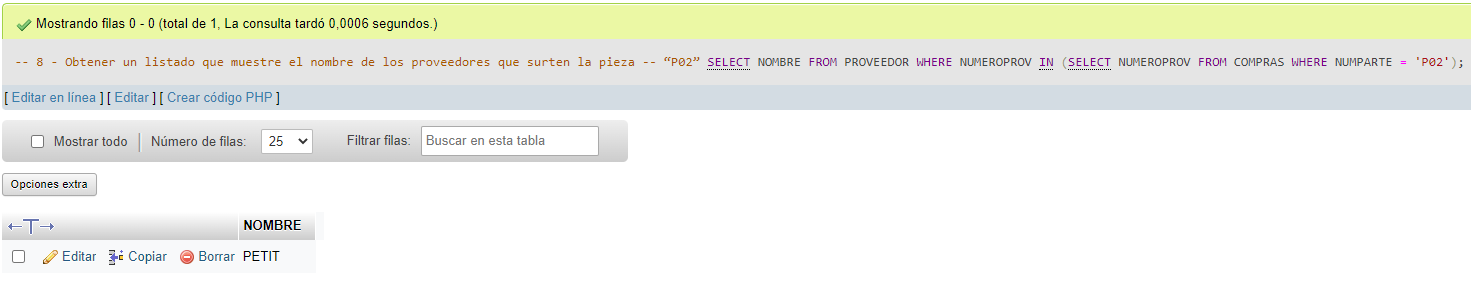 Mostrando filas 0 - 0 (total de 1, La consulta tardó 0,0006 segundos.)
-- 8 - Obtener un listado que muestre el nombre de los proveedores que surten la pieza -- “P02” SELECT NOMBRE FROM PROVEEDOR WHERE NUMEROPROV IN (SELECT NUMEROPROV FROM COMPRAS WHERE NUMPARTE = 'P02');
[ Editar en línea ] [ Editar ] [ Crear código PHP ]
Mostrar todo | Número de filas: 25 Filtrar filas: Buscar en esta tabla
Opciones extra
←T→ NOMBRE
Editar Copiar Borrar PETIT